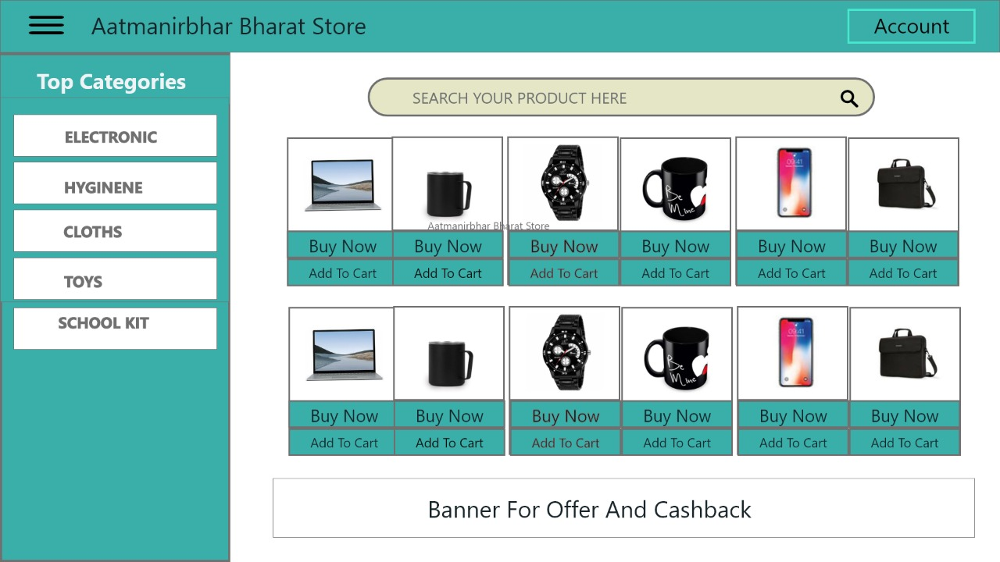 Aatmanirbhar Bharat Store
Account
Top Categories
ELECTRONIC
HYGINENE
CLOTHS
TOYS
SCHOOL KIT
SEARCH YOUR PRODUCT HERE
Be Mine
09:41
Aatmanirbhar Bharat Store
Buy Now Buy Now Buy Now Buy Now Buy Now Buy Now
Add To Cart Add To Cart Add To Cart Add To Cart Add To Cart Add To Cart
Be Mine
09:41
Buy Now Buy Now Buy Now Buy Now Buy Now Buy Now
Add To Cart Add To Cart Add To Cart Add To Cart Add To Cart Add To Cart
Banner For Offer And Cashback